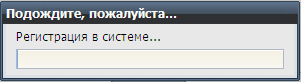 Подождите, пожалуйста...
Регистрация в системе...